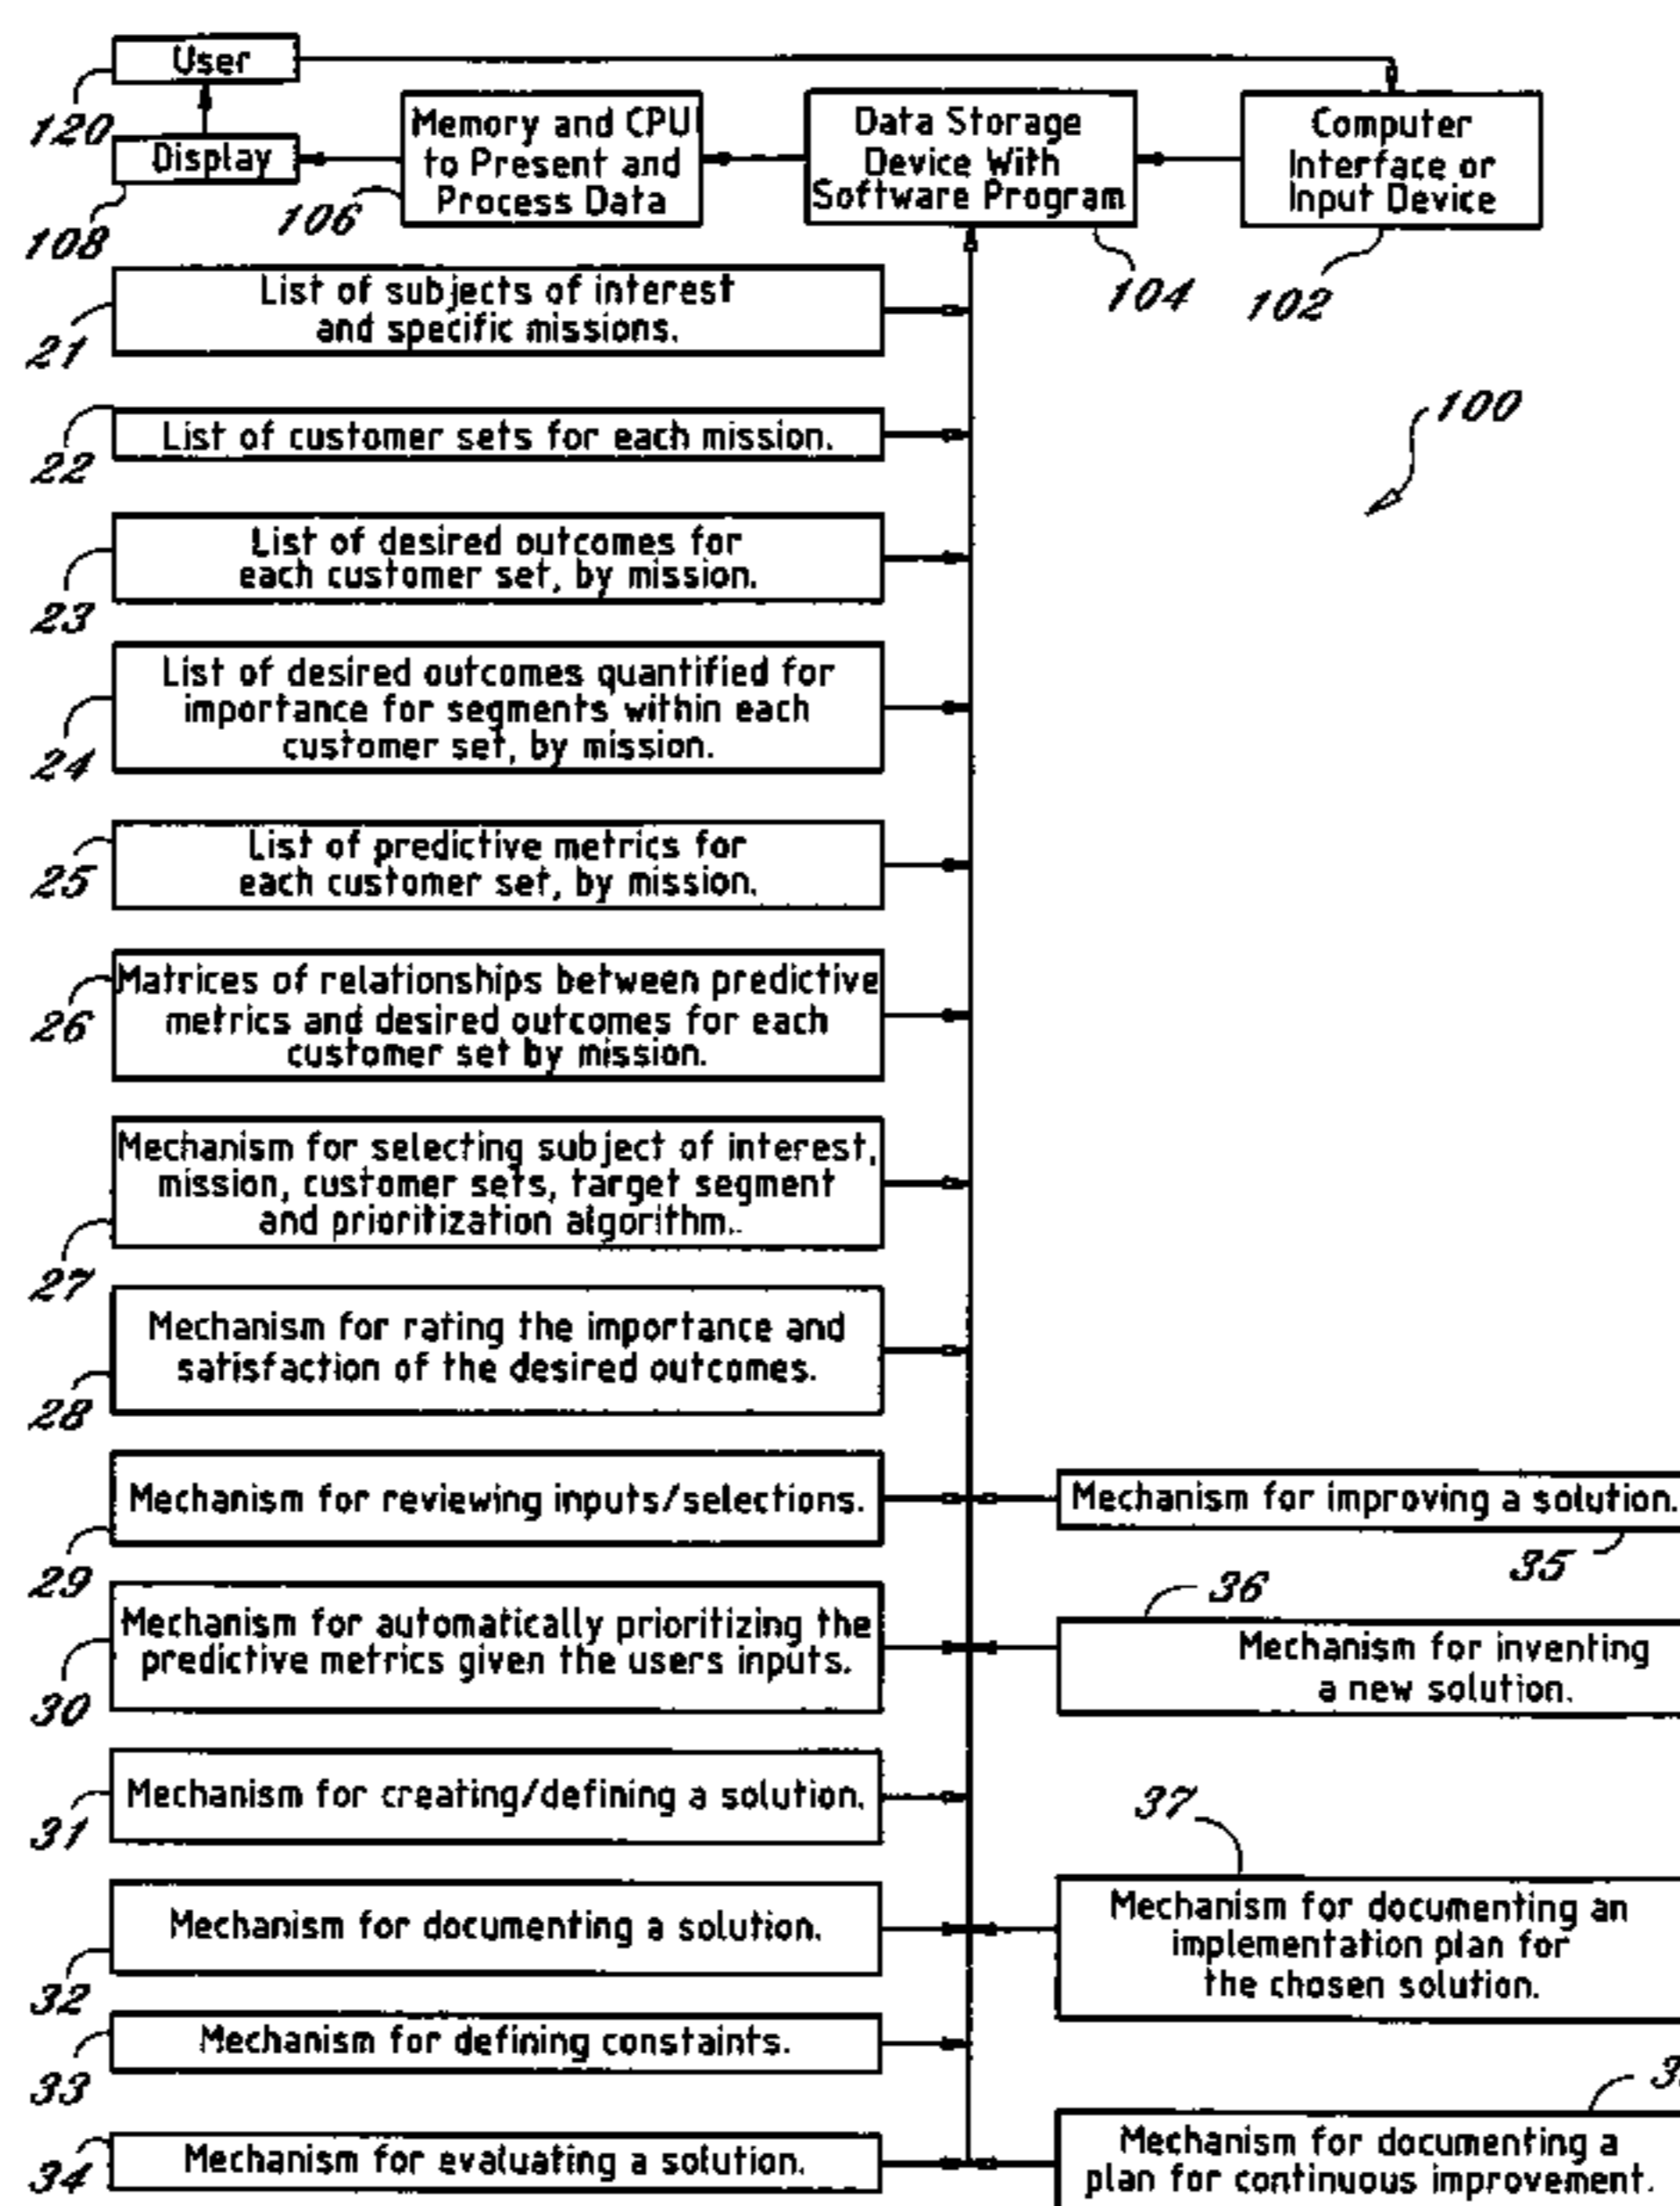 User
120
Display
108
Memory and CPU
to Present and
Process Data
106
Data Storage
Device With
Software Program
104
Computer
Interface or
Input Device
102
100
List of subjects of interest
and specific missions.
21
List of customer sets for each mission.
22
List of desired outcomes for
each customer set, by mission.
23
List of desired outcomes quantified for
importance for segments within each
customer set, by mission.
24
List of predictive metrics for
each customer set, by mission.
25
Matrices of relationships between predictive
metrics and desired outcomes for each
customer set by mission.
26
Mechanism for selecting subject of interest,
mission, customer sets, target segment
and prioritization algorithm.
27
Mechanism for rating the importance and
satisfaction of the desired outcomes.
28
Mechanism for reviewing inputs/selections.
29
Mechanism for improving a solution.
35
Mechanism for automatically prioritizing the
predictive metrics given the users inputs.
30
36
Mechanism for inventing
a new solution.
Mechanism for creating/defining a solution.
31
37
Mechanism for documenting a solution.
32
Mechanism for documenting an
implementation plan for
the chosen solution.
Mechanism for defining constaints.
33
Mechanism for evaluating a solution.
34
Mechanism for documenting a
plan for continuous improvement.